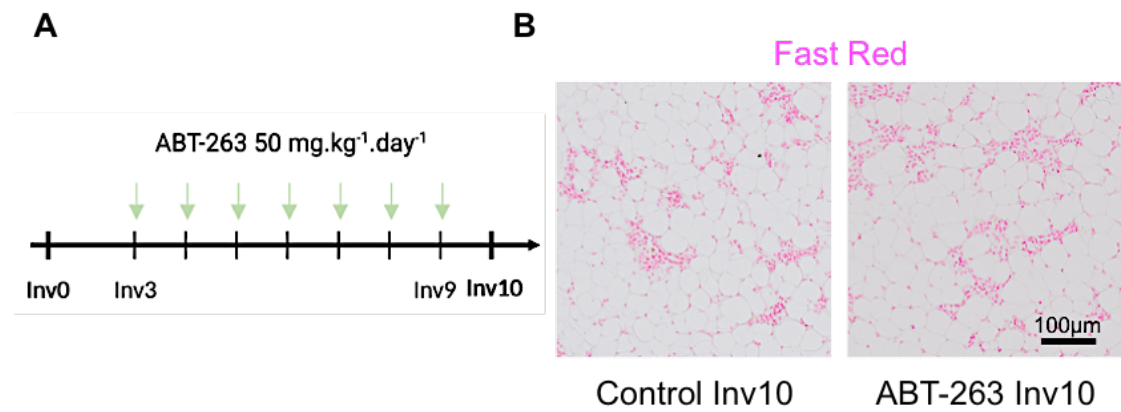 A
B
Fast Red
ABT-263 50 mg.kg⁻¹.day⁻¹
Inv0
Inv3
Inv9
Inv10
100µm
Control Inv10
ABT-263 Inv10